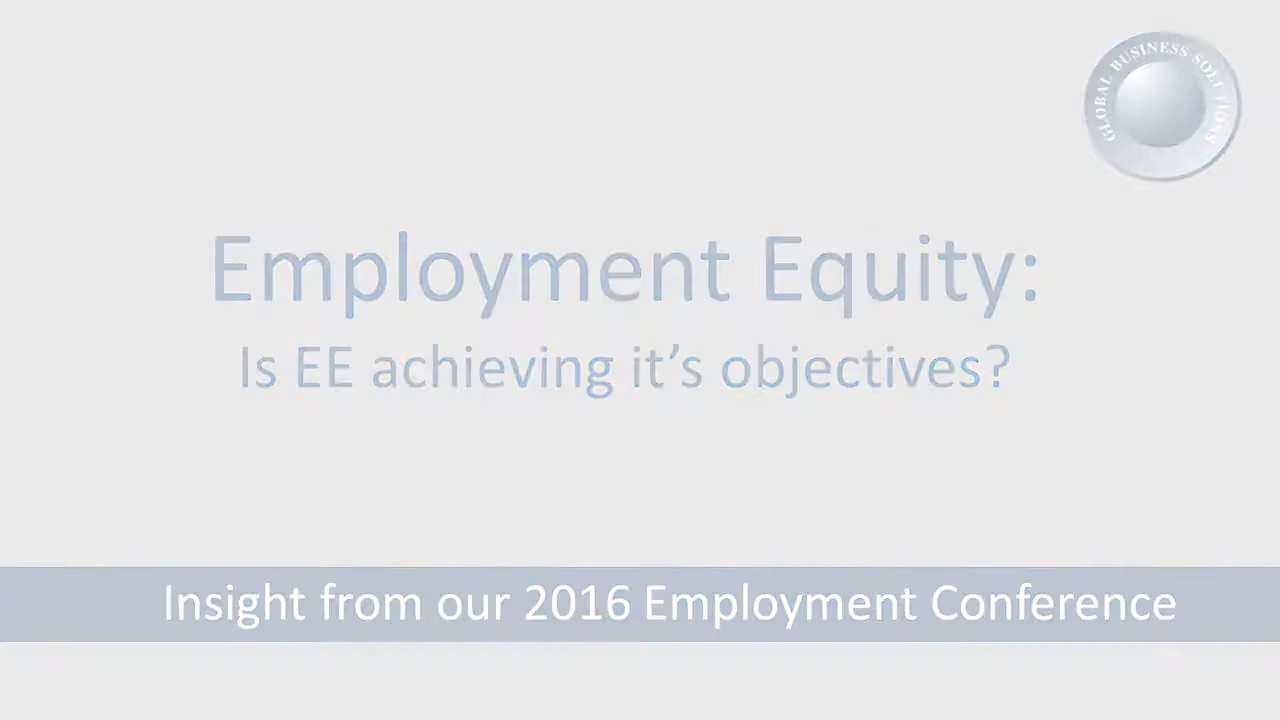 GLOBAL BUSINESS SOLUTIONS
Employment Equity:
Is EE achieving it’s objectives?
Insight from our 2016 Employment Conference